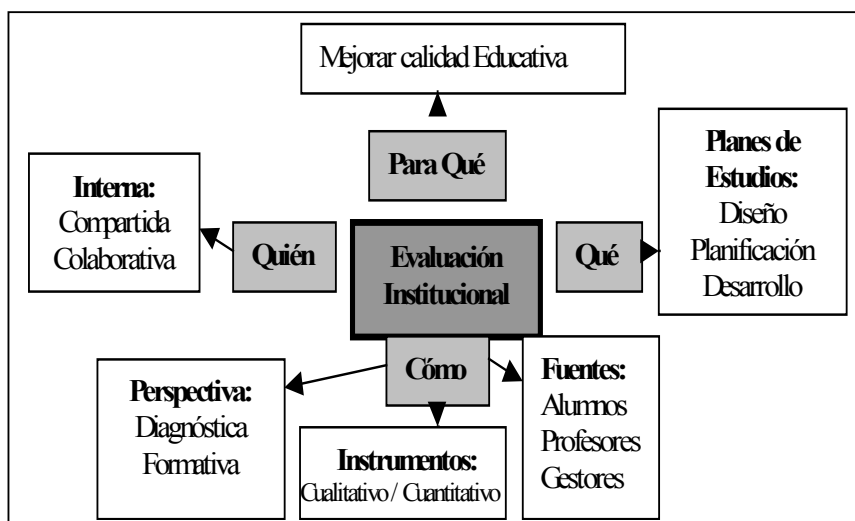 Mejorar calidad Educativa
Para Qué
Planes de
Estudios:
Diseño
Planificación
Desarrollo
Interna:
Compartida
Colaborativa
Quién
Evaluación
Institucional
Qué
Cómo
Perspectiva:
Diagnóstica
Formativa
Instrumentos:
Cualitativo / Cuantitativo
Fuentes:
Alumnos
Profesores
Gestores